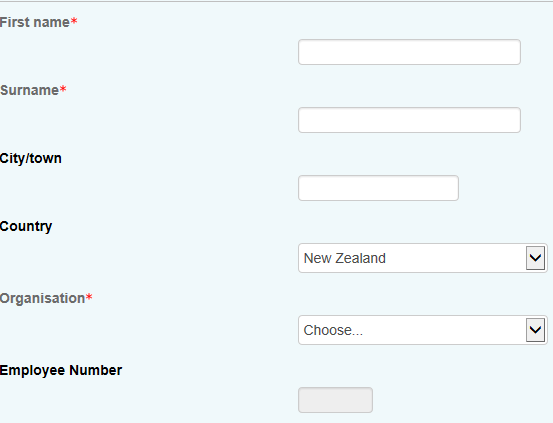 First name*
Surname*
City/town
Country
New Zealand
Organisation*
Choose...
Employee Number